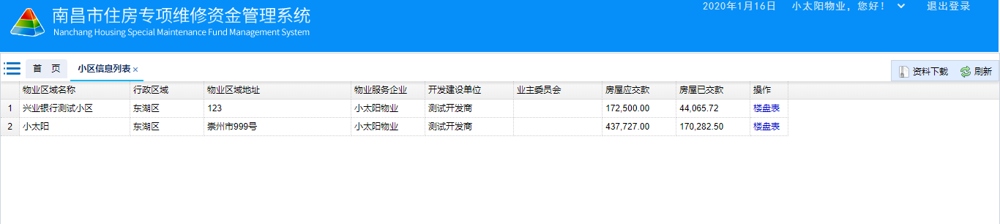 南昌市住房专项维修资金管理系统
Nanchang Housing Special Maintenance Fund Management System
2020年1月16日 小太阳物业，您好！ 退出登录
首 页 小区信息列表 × 资料下载 刷新
物业区域名称 行政区域 物业区域地址 物业服务企业 开发建设单位 业主委员会 房屋应交款 房屋已交款 操作
1 兴业银行测试小区 东湖区 123 小太阳物业 测试开发商 172,500.00 44,065.72 楼盘表
2 小太阳 东湖区 崇州市999号 小太阳物业 测试开发商 437,727.00 170,282.50 楼盘表